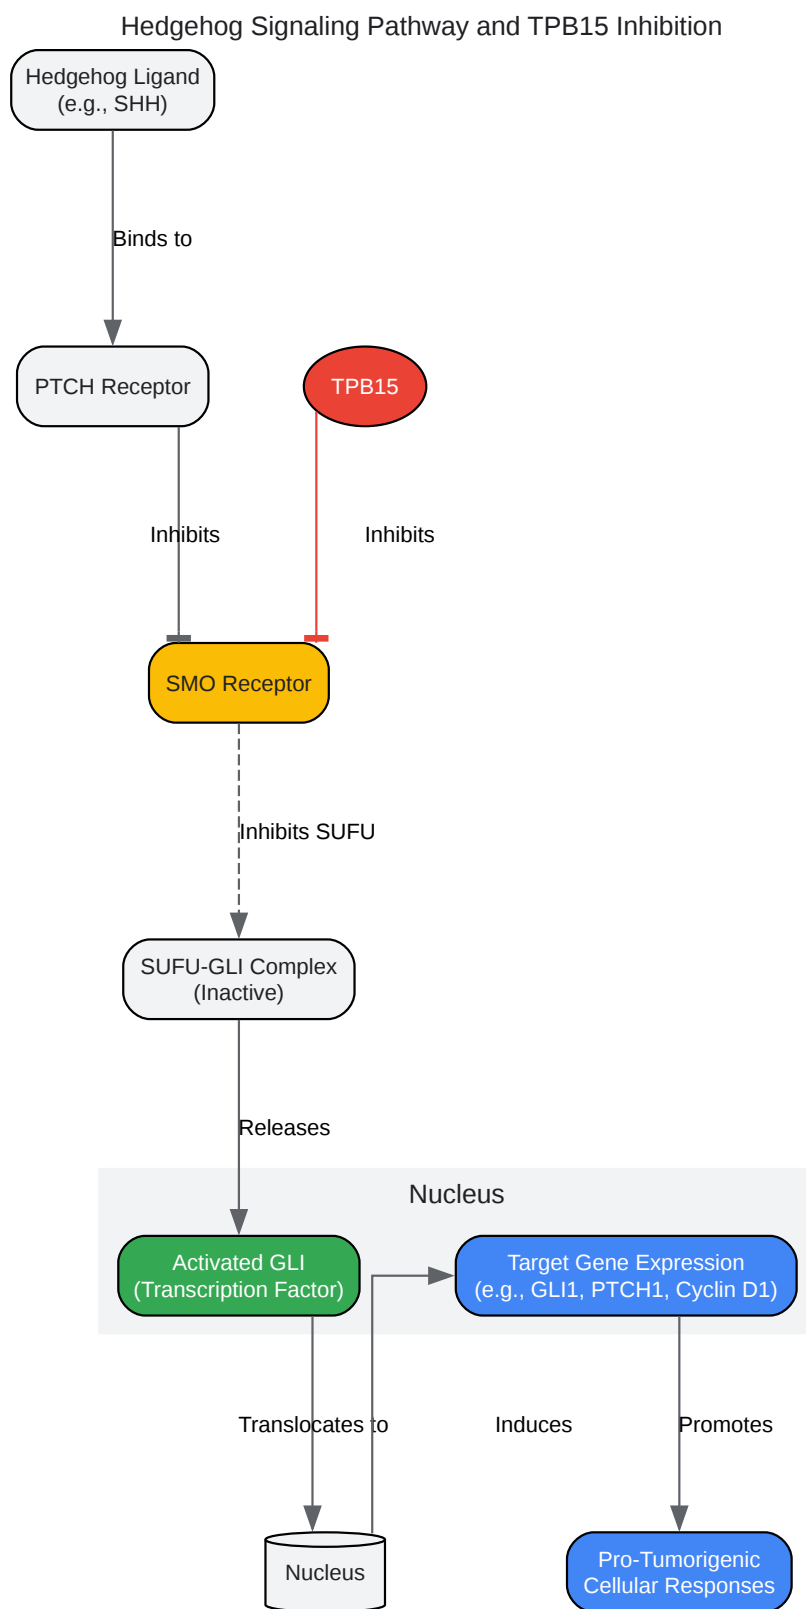 Hedgehog Signaling Pathway and TPB15 Inhibition
Hedgehog Ligand
(e.g., SHH)
Binds to
PTCH Receptor
TPB15
Inhibits
Inhibits
SMO Receptor
Inhibits SUFU
SUFU-GLI Complex
(Inactive)
Releases
Nucleus
Activated GLI
(Transcription Factor)
Target Gene Expression
(e.g., GLI1, PTCH1, Cyclin D1)
Translocates to
Induces
Promotes
Nucleus
Pro-Tumorigenic
Cellular Responses